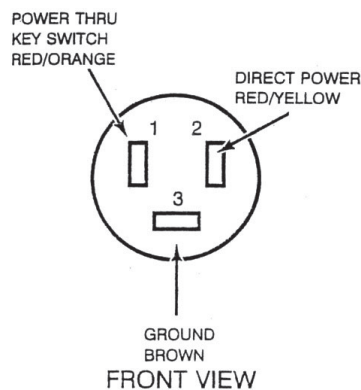 POWER THRU
KEY SWITCH
RED/ORANGE
DIRECT POWER
RED/YELLOW
1 2
3
GROUND
BROWN
FRONT VIEW